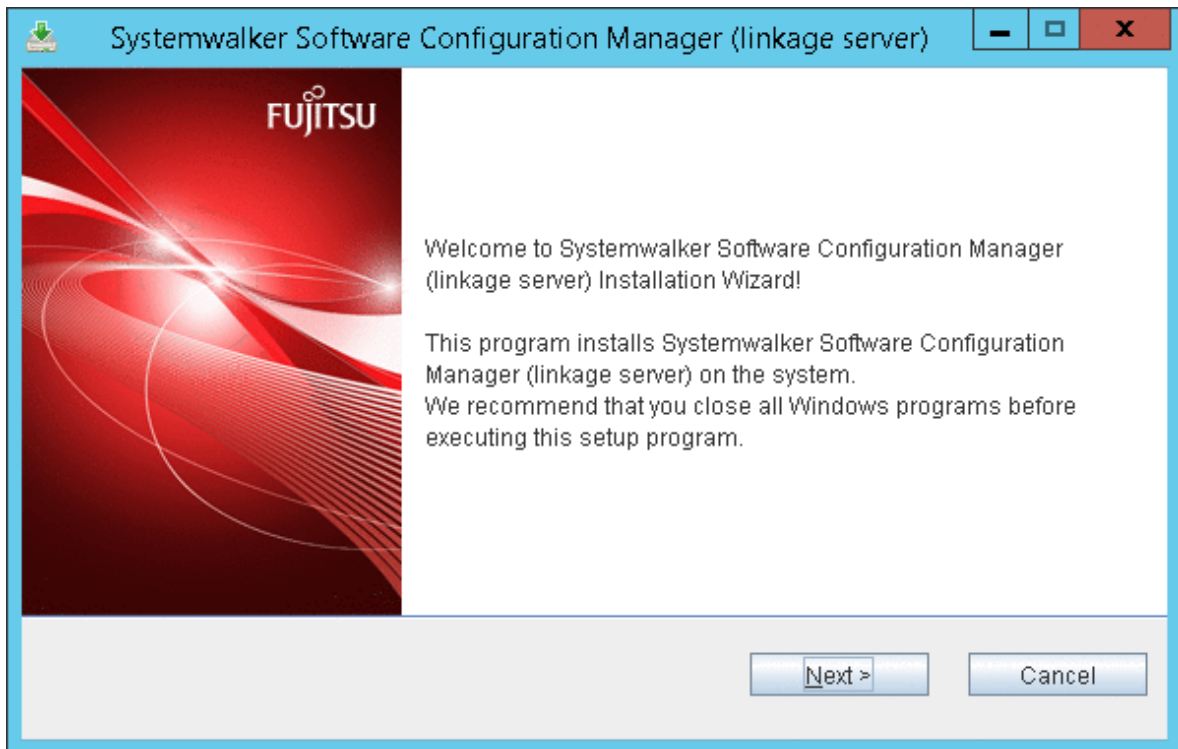 Systemwalker Software Configuration Manager (linkage server)
FUJITSU
Welcome to Systemwalker Software Configuration Manager
(linkage server) Installation Wizard!
This program installs Systemwalker Software Configuration
Manager (linkage server) on the system.
We recommend that you close all Windows programs before
executing this setup program.
Next >
Cancel